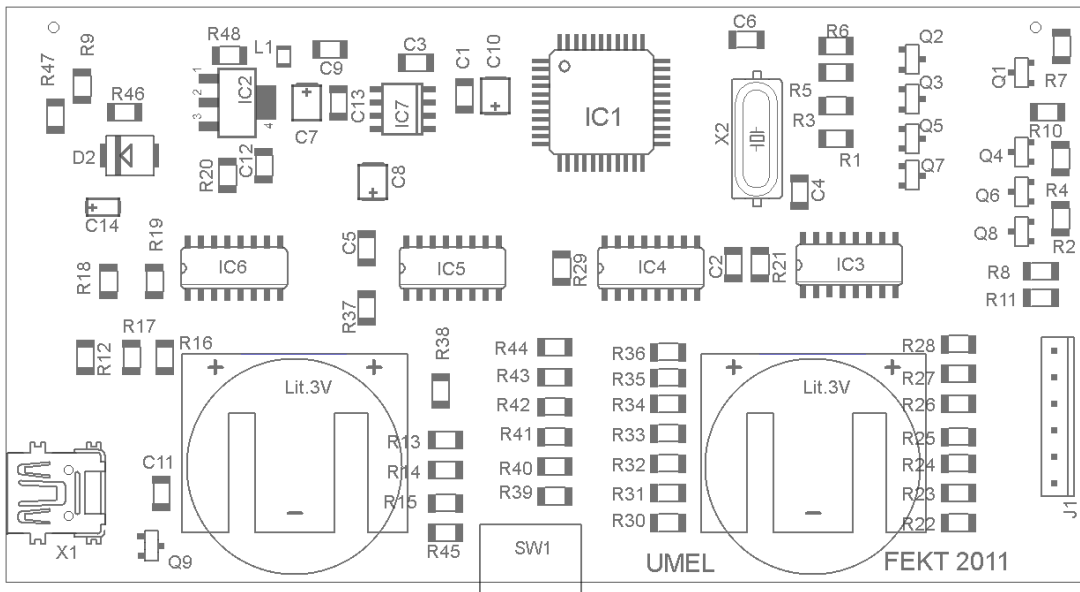 R47
R9
R48
L1
C9
C3
C1
C10
C6
R6
Q2
Q1
R7
1
2
3
4
IC2
C7
C13
IC7
IC1
X2
R5
R3
R1
Q3
Q5
Q7
R10
R46
D2
R20
C12
C8
C4
Q4
Q6
Q8
R4
R2
C14
R19
R18
IC6
C5
R37
IC5
R29
IC4
C2
R21
IC3
R8
R11
R12
R17
R16
+
+
Lit.3V
-
R38
R44
R43
R42
R41
R40
R39
R36
R35
R34
R33
R32
R31
R30
+
+
Lit.3V
-
R28
R27
R26
R25
R24
R23
R22
J1
R13
R14
R15
R45
C11
X1
Q9
SW1
UMEL
FEKT 2011